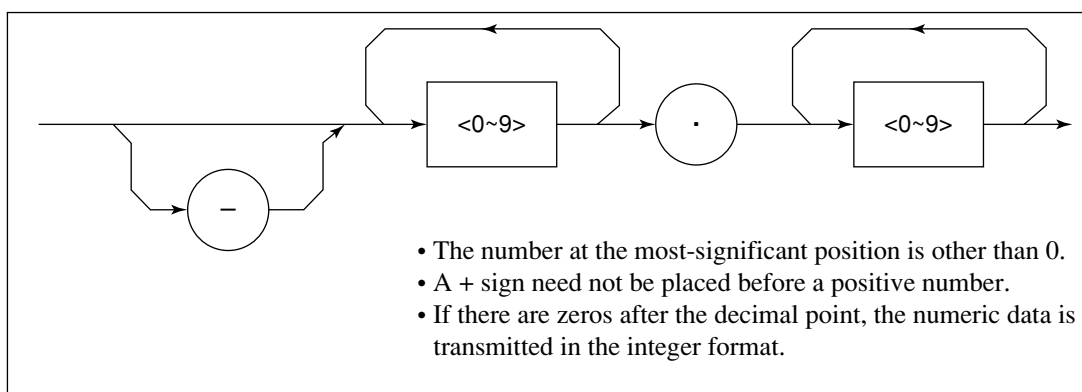 <0~9>
.
<0~9>
–
• The number at the most-significant position is other than 0.
• A + sign need not be placed before a positive number.
• If there are zeros after the decimal point, the numeric data is
transmitted in the integer format.